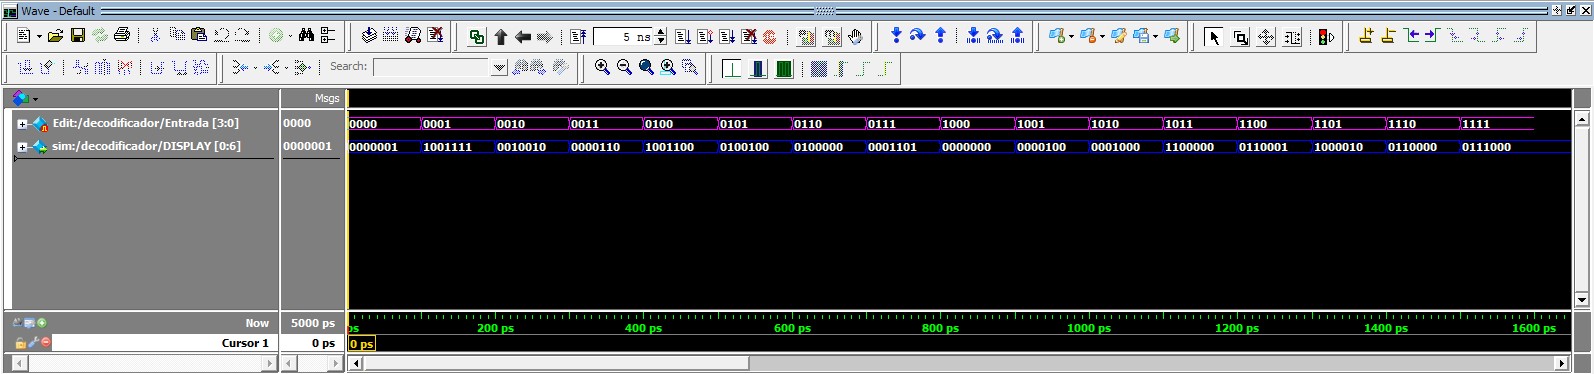 Wave - Default
5 ns
Search:
Msgs
Edit:/decodificador/Entrada [3:0] 0000 0000 0001 0010 0011 0100 0101 0110 0111 1000 1001 1010 1011 1100 1101 1110 1111
sim:/decodificador/DISPLAY [0:6] 0000001 0000001 1001111 0010010 0000110 1001100 0100100 0100000 0001101 0000000 0000100 0001000 1100000 0110001 1000010 0110000 0111000
Now 5000 ps ps 200 ps 400 ps 600 ps 800 ps 1000 ps 1200 ps 1400 ps 1600 ps
Cursor 1 0 ps 0 ps